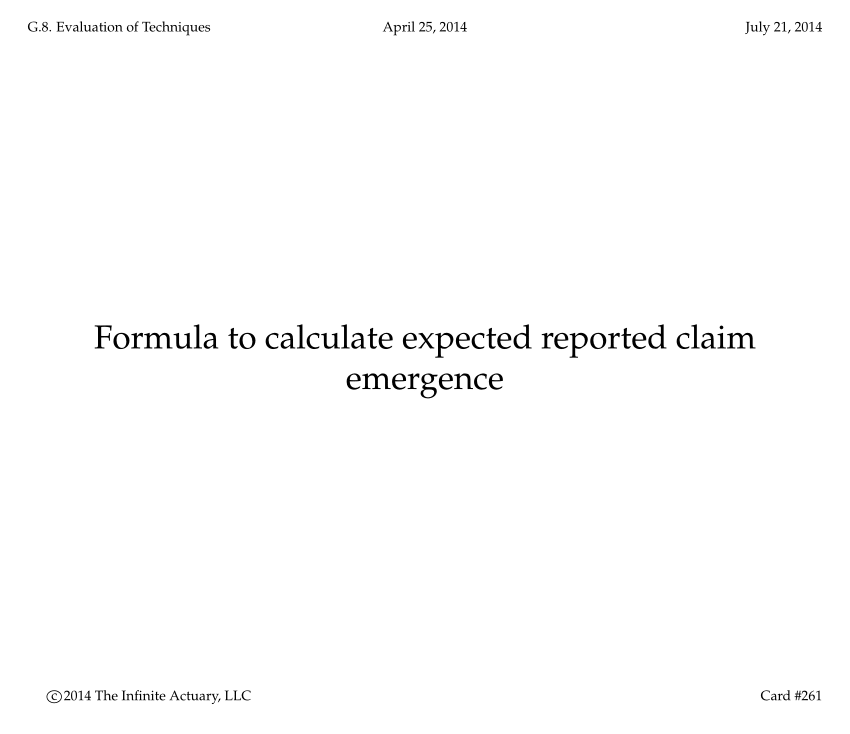 G.8. Evaluation of Techniques April 25, 2014 July 21, 2014
Formula to calculate expected reported claim
emergence
©2014 The Infinite Actuary, LLC Card #261